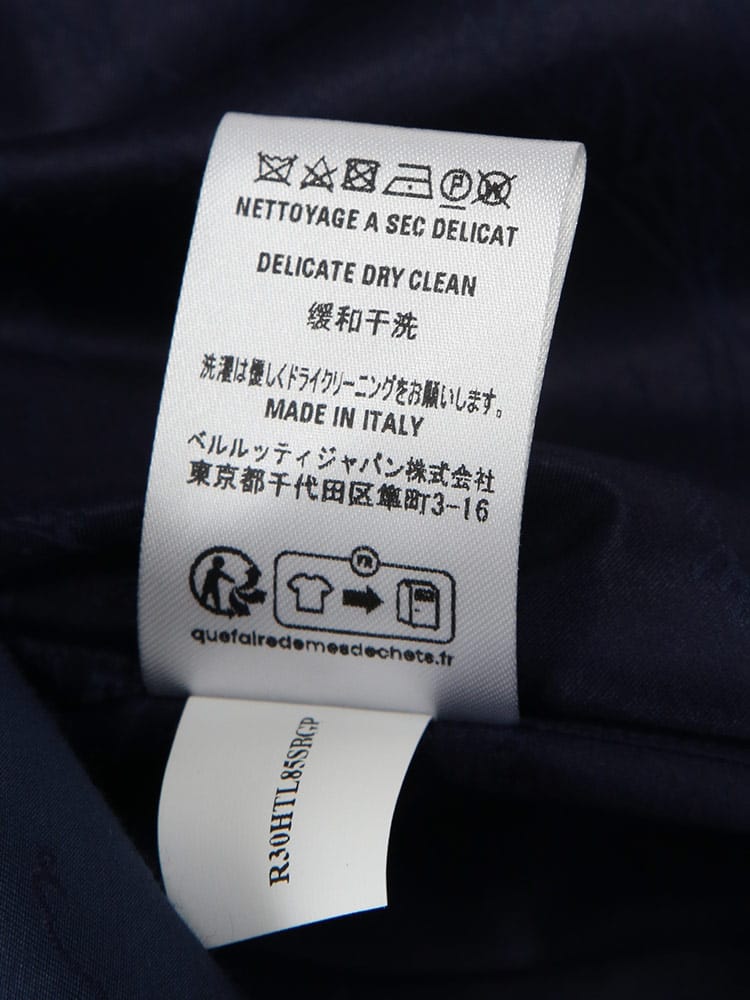 P W
NETTOYAGE A SEC DELICAT
DELICATE DRY CLEAN
缓和干洗
洗濯は優しくドライクリーニングをお願いします。
MADE IN ITALY
ベルルッティジャパン株式会社
東京都千代田区隼町3-16
FR
quefairedemesdechets.fr
R30HTL85SRGP